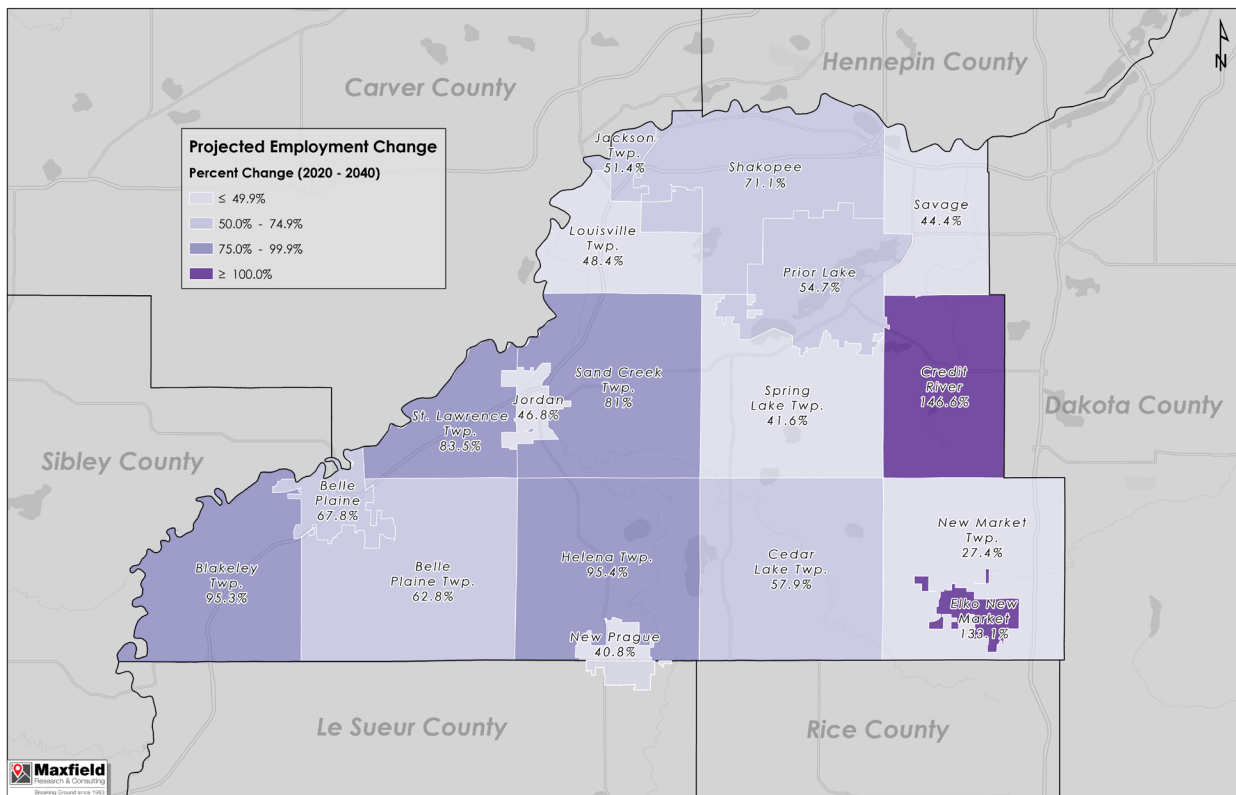 Hennepin County
Carver County
N
Projected Employment Change
Percent Change (2020 - 2040)
≤ 49.9%
50.0% - 74.9%
75.0% - 99.9%
≥ 100.0%
Jackson
Twp.
51.4%
Shakopee
71.1%
Savage
44.4%
Louisville
Twp.
48.4%
Prior Lake
54.7%
Sand Creek
Twp.
81%
Credit
River
146.6%
Jordan
46.8%
Spring
Lake Twp.
41.6%
Dakota County
St. Lawrence
Twp.
83.5%
Sibley County
Belle
Plaine
67.8%
New Market
Twp.
27.4%
Blakeley
Twp.
95.3%
Belle
Plaine Twp.
62.8%
Helena Twp.
95.4%
Cedar
Lake Twp.
57.9%
Elko New
Market
133.1%
New Prague
40.8%
Le Sueur County
Rice County
Maxfield
Research & Consulting
Breaking Ground since 1983